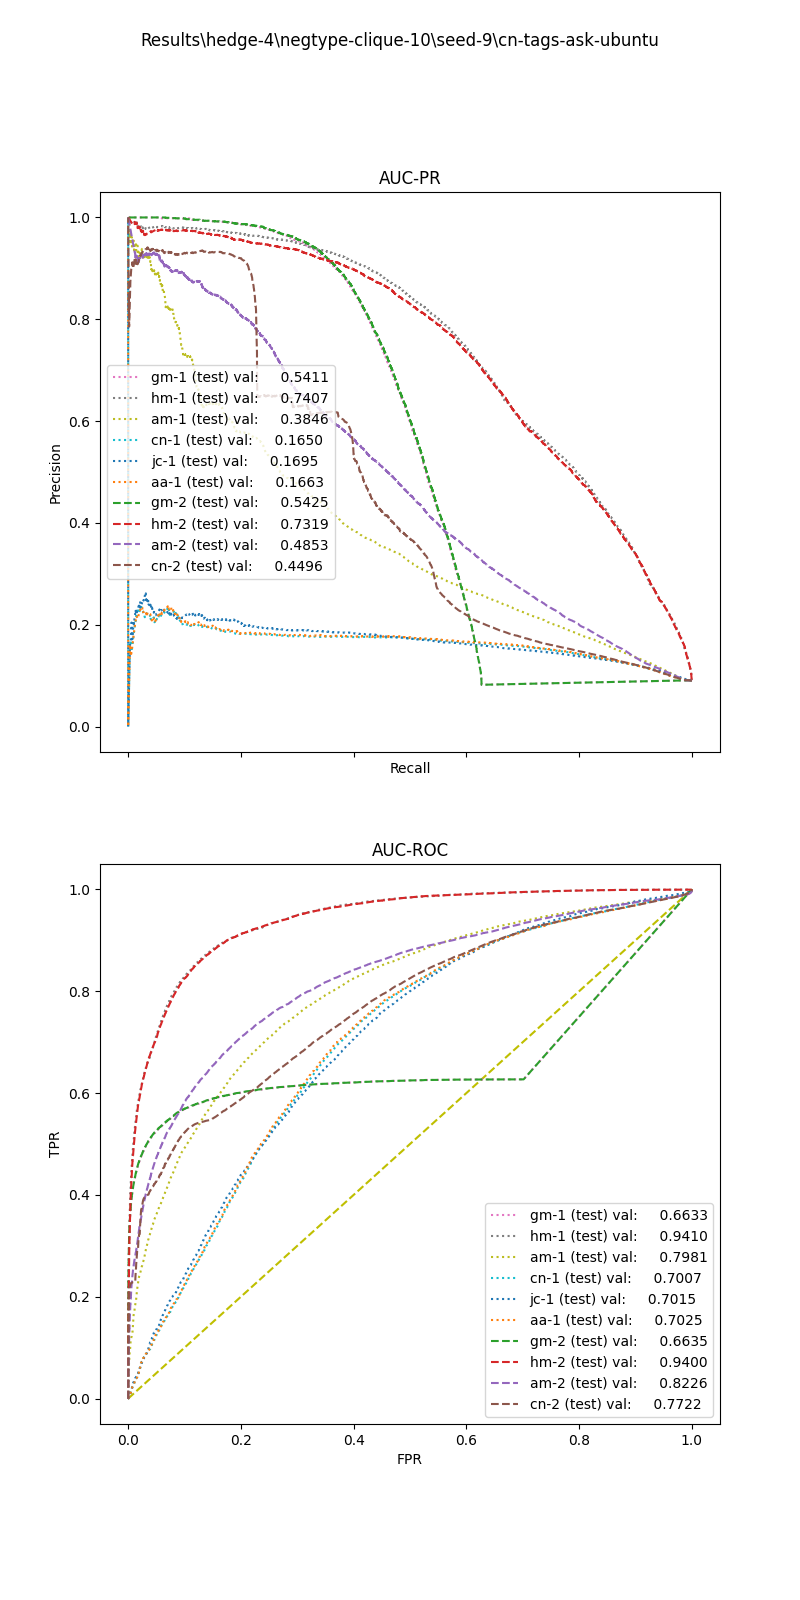 Results\hedge-4\negtype-clique-10\seed-9\cn-tags-ask-ubuntu
AUC-PR
1.0
0.8
0.6
0.4
0.2
0.0
Precision
gm-1 (test) val: 0.5411
hm-1 (test) val: 0.7407
am-1 (test) val: 0.3846
cn-1 (test) val: 0.1650
jc-1 (test) val: 0.1695
aa-1 (test) val: 0.1663
gm-2 (test) val: 0.5425
hm-2 (test) val: 0.7319
am-2 (test) val: 0.4853
cn-2 (test) val: 0.4496
Recall
AUC-ROC
1.0
0.8
0.6
0.4
0.2
0.0
TPR
gm-1 (test) val: 0.6633
hm-1 (test) val: 0.9410
am-1 (test) val: 0.7981
cn-1 (test) val: 0.7007
jc-1 (test) val: 0.7015
aa-1 (test) val: 0.7025
gm-2 (test) val: 0.6635
hm-2 (test) val: 0.9400
am-2 (test) val: 0.8226
cn-2 (test) val: 0.7722
0.0 0.2 0.4 0.6 0.8 1.0
FPR